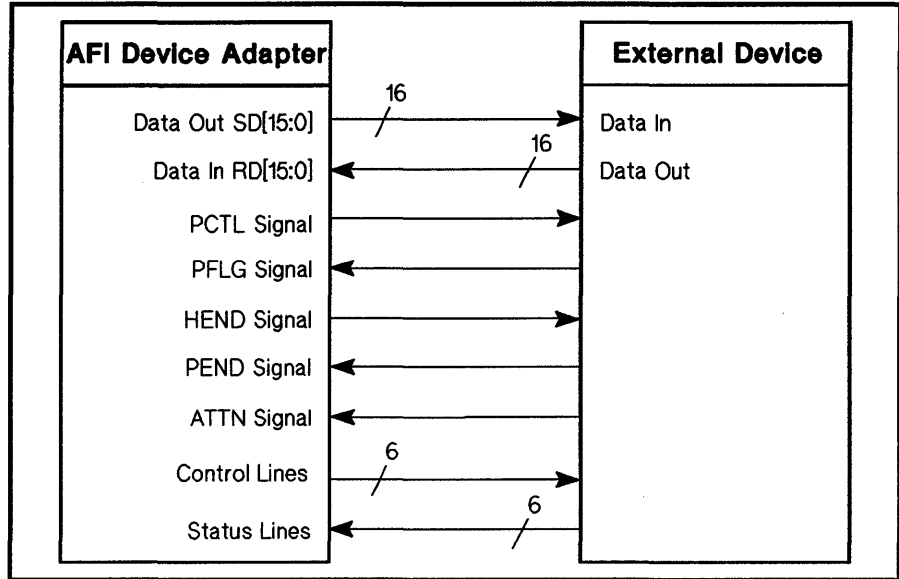 AFI Device Adapter
External Device
16
Data Out SD[15:0]
Data In
16
Data In RD[15:0]
Data Out
PCTL Signal
PFLG Signal
HEND Signal
PEND Signal
ATTN Signal
6
Control Lines
6
Status Lines